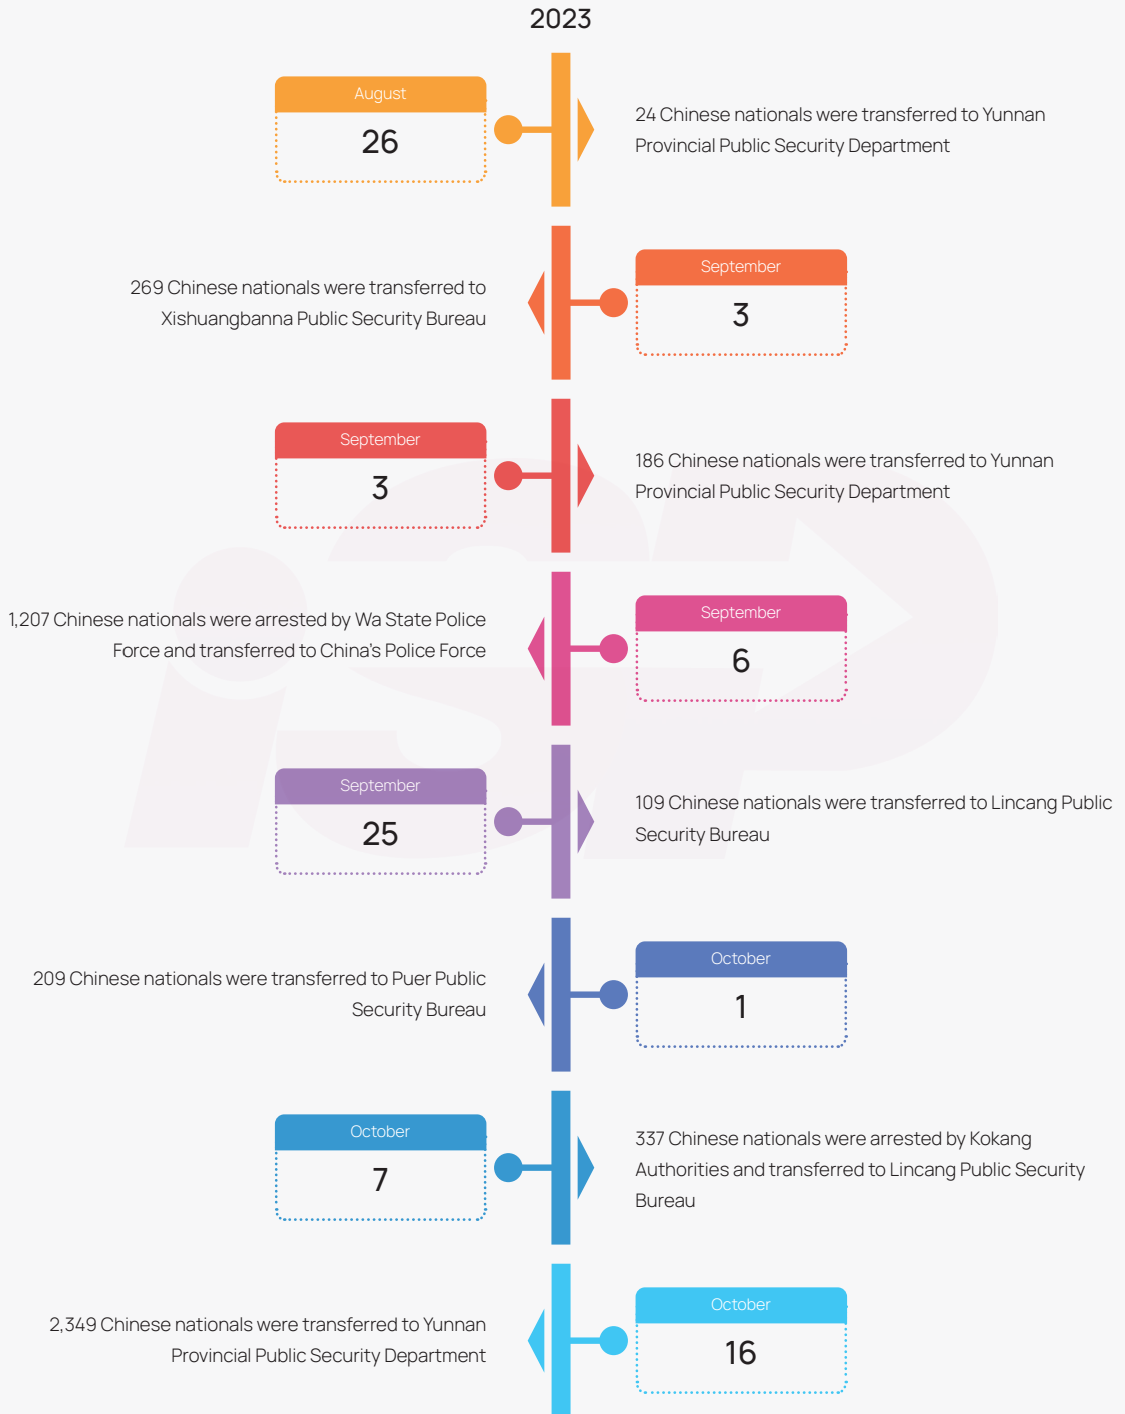 2023
August
26
24 Chinese nationals were transferred to Yunnan
Provincial Public Security Department
September
3
269 Chinese nationals were transferred to
Xishuangbanna Public Security Bureau
September
3
186 Chinese nationals were transferred to Yunnan
Provincial Public Security Department
September
6
1,207 Chinese nationals were arrested by Wa State Police
Force and transferred to China's Police Force
September
25
109 Chinese nationals were transferred to Lincang Public
Security Bureau
October
1
209 Chinese nationals were transferred to Puer Public
Security Bureau
October
7
337 Chinese nationals were arrested by Kokang
Authorities and transferred to Lincang Public Security
Bureau
October
16
2,349 Chinese nationals were transferred to Yunnan
Provincial Public Security Department
iSP